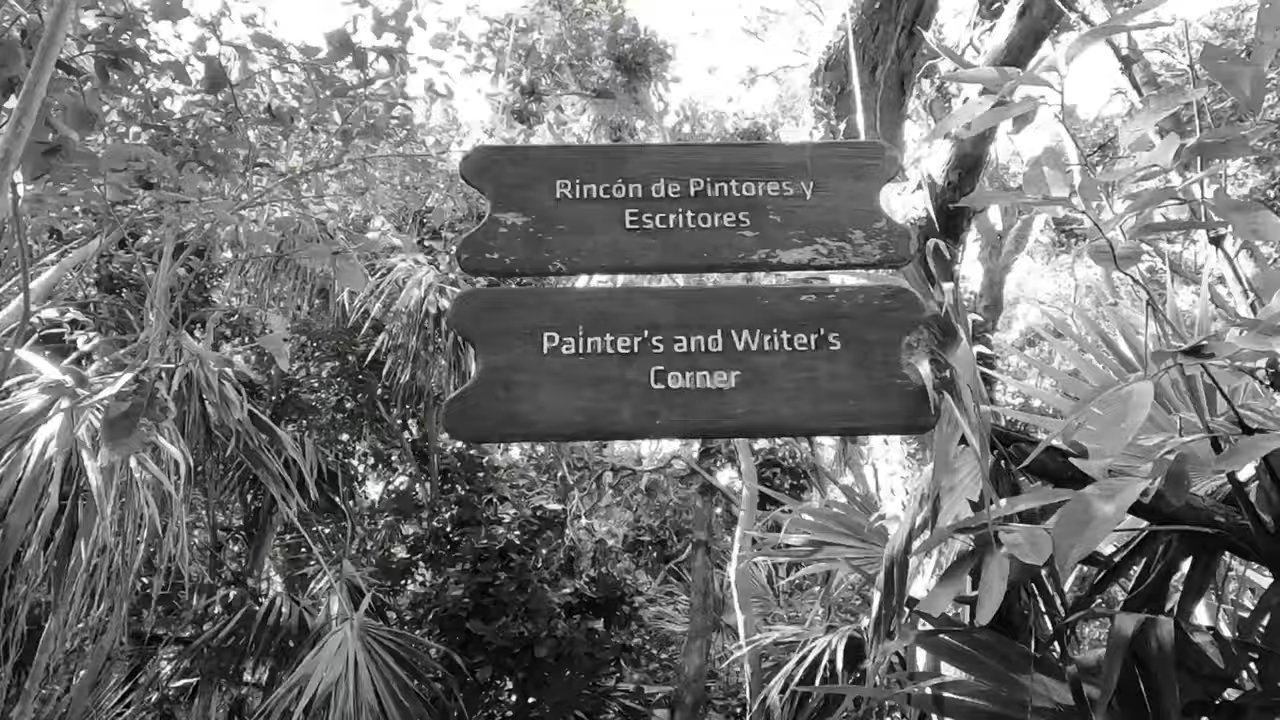 Rincón de Pintores y
Escritores
Painter's and Writer's
Corner